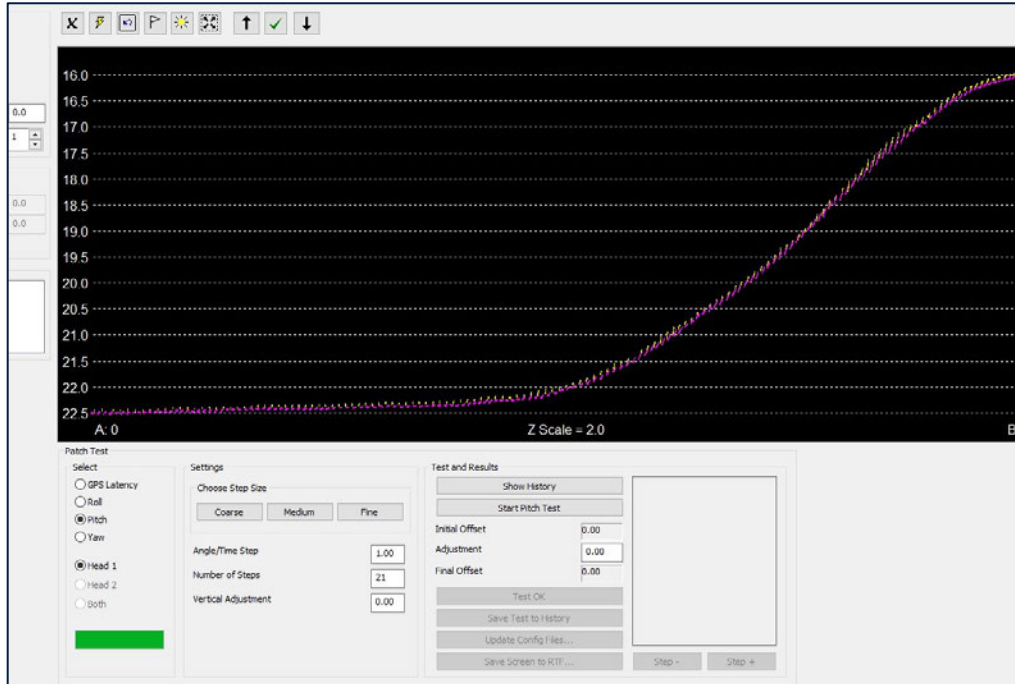 16.0
0.0
16.5
1
17.0
17.5
18.0
0.0
18.5
0.0
19.0
19.5
20.0
20.5
21.0
21.5
22.0
22.5
A: 0
Z Scale = 2.0
B
Patch Test
Select
GPS Latency
Roll
Pitch
Yaw
Head 1
Head 2
Both
Settings
Choose Step Size
Coarse Medium Fine
Angle/Time Step 1.00
Number of Steps 21
Vertical Adjustment 0.00
Test and Results
Show History
Start Pitch Test
Initial Offset 0.00
Adjustment 0.00
Final Offset 0.00
Test OK
Save Test to History
Update Config Files...
Save Screen to RTF...
Step - Step +